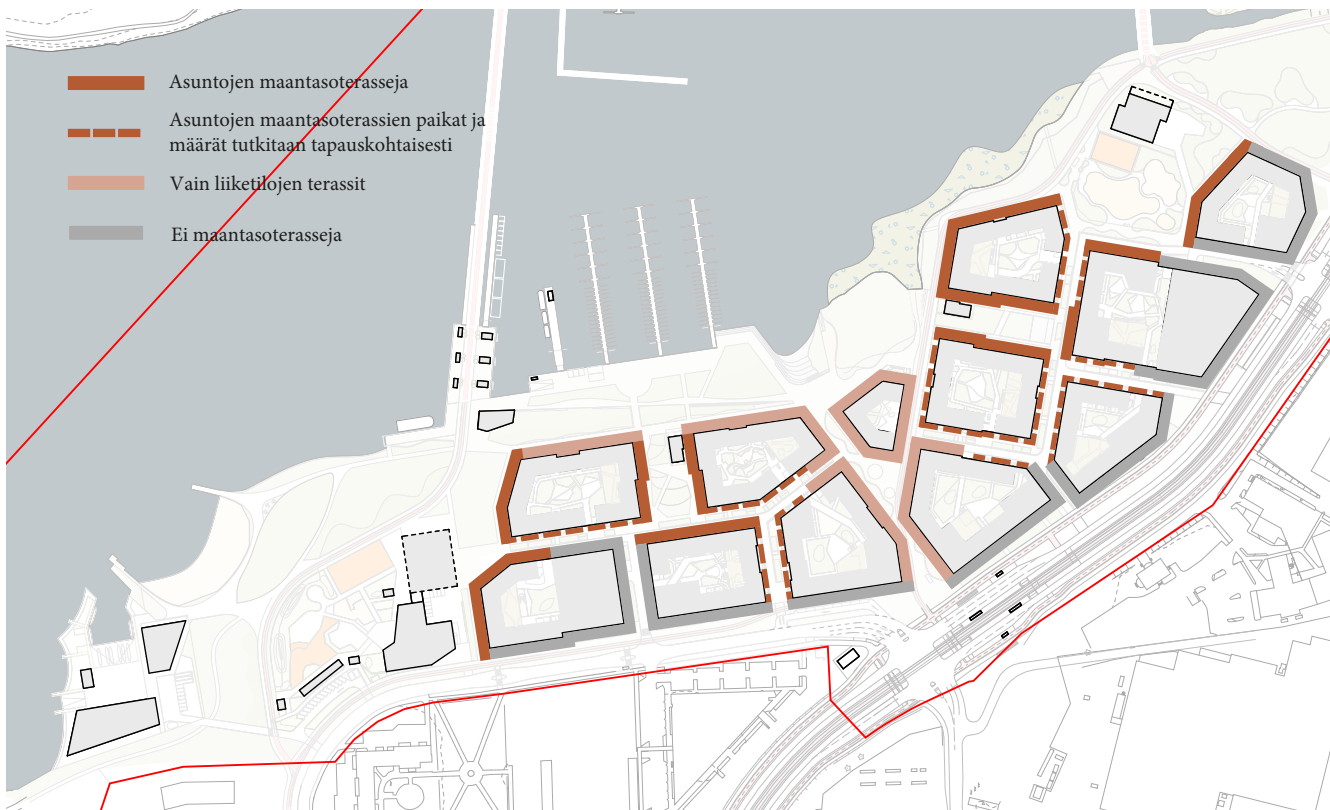 Asuntojen maantasoterasseja
Asuntojen maantasoterassien paikat ja
määrät tutkitaan tapauskohtaisesti
Vain liiketilojen terassit
Ei maantasoterasseja